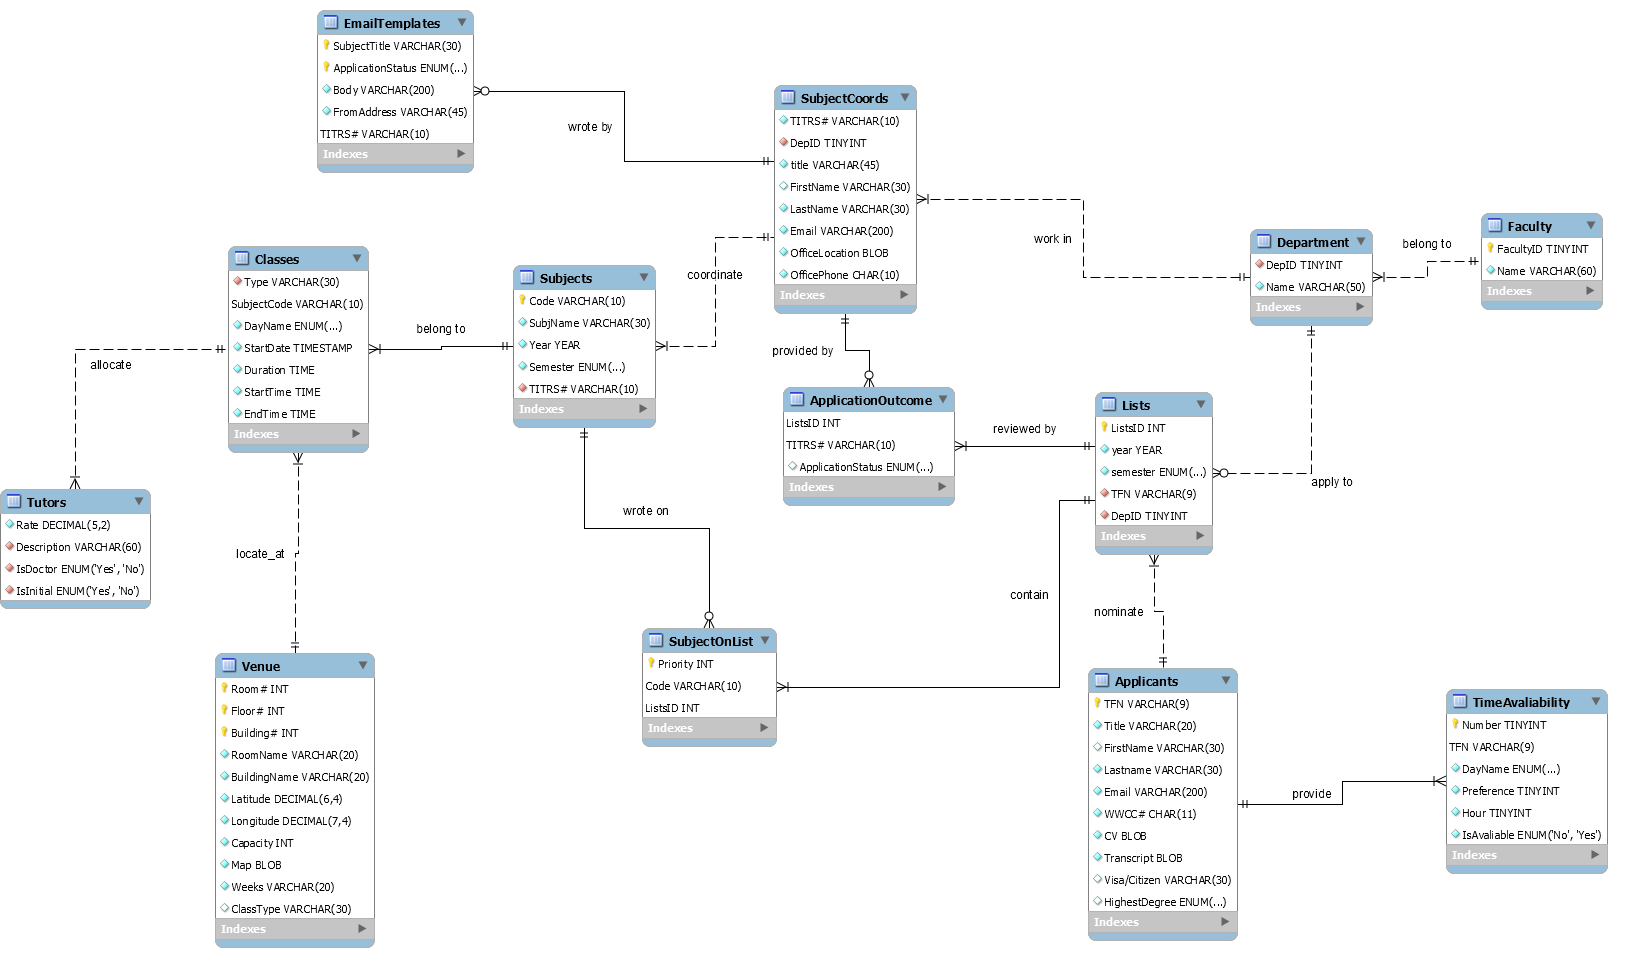 EmailTemplates
SubjectTitle VARCHAR(30)
ApplicationStatus ENUM(...)
Body VARCHAR(200)
FromAddress VARCHAR(45)
TITRS# VARCHAR(10)
Indexes
wrote by
SubjectCoords
TITRS# VARCHAR(10)
DepID TINYINT
title VARCHAR(45)
FirstName VARCHAR(30)
LastName VARCHAR(30)
Email VARCHAR(200)
OfficeLocation BLOB
OfficePhone CHAR(10)
Indexes
work in
Department
DepID TINYINT
Name VARCHAR(50)
Indexes
belong to
Faculty
FacultyID TINYINT
Name VARCHAR(60)
Indexes
Classes
Type VARCHAR(30)
SubjectCode VARCHAR(10)
DayName ENUM(...)
StartDate TIMESTAMP
Duration TIME
StartTime TIME
EndTime TIME
Indexes
belong to
Subjects
Code VARCHAR(10)
SubjName VARCHAR(30)
Year YEAR
Semester ENUM(...)
TITRS# VARCHAR(10)
Indexes
coordinate
allocate
provided by
ApplicationOutcome
ListsID INT
TITRS# VARCHAR(10)
ApplicationStatus ENUM(...)
Indexes
reviewed by
Lists
ListsID INT
year YEAR
semester ENUM(...)
TFN VARCHAR(9)
DepID TINYINT
Indexes
apply to
Tutors
Rate DECIMAL(5,2)
Description VARCHAR(60)
IsDoctor ENUM('Yes', 'No')
IsInitial ENUM('Yes', 'No')
locate_at
wrote on
contain
nominate
Venue
Room# INT
Floor# INT
Building# INT
RoomName VARCHAR(20)
BuildingName VARCHAR(20)
Latitude DECIMAL(6,4)
Longitude DECIMAL(7,4)
Capacity INT
Map BLOB
Weeks VARCHAR(20)
ClassType VARCHAR(30)
Indexes
SubjectOnList
Priority INT
Code VARCHAR(10)
ListsID INT
Indexes
Applicants
TFN VARCHAR(9)
Title VARCHAR(20)
FirstName VARCHAR(30)
Lastname VARCHAR(30)
Email VARCHAR(200)
WWCC# CHAR(11)
CV BLOB
Transcript BLOB
Visa/Citizen VARCHAR(30)
HighestDegree ENUM(...)
Indexes
provide
TimeAvaliability
Number TINYINT
TFN VARCHAR(9)
DayName ENUM(...)
Preference TINYINT
Hour TINYINT
IsAvaliable ENUM('No', 'Yes')
Indexes